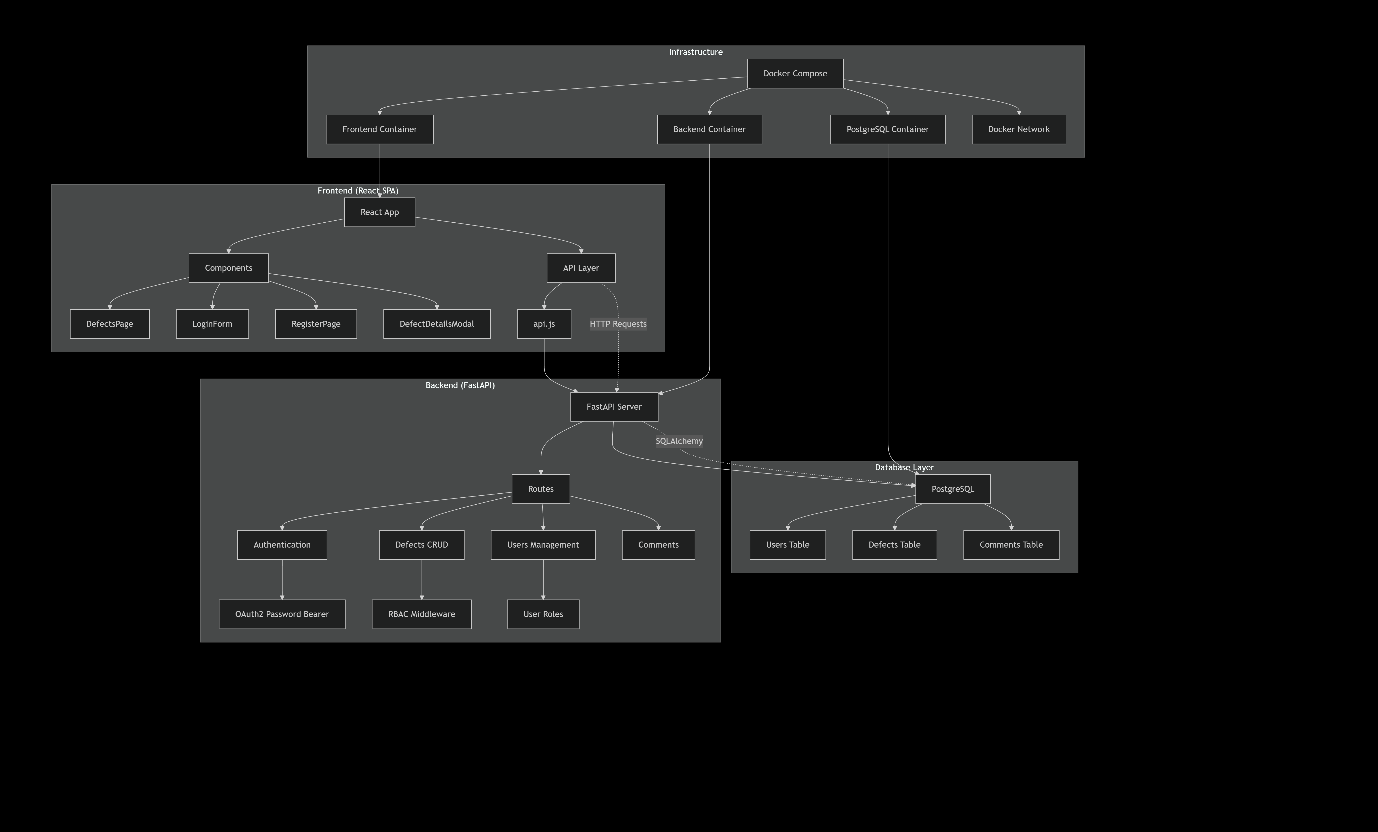 Infrastructure
Docker Compose
Frontend Container
Backend Container
PostgreSQL Container
Docker Network
Frontend (React SPA)
React App
Components
API Layer
DefectsPage
LoginForm
RegisterPage
DefectDetailsModal
api.js
HTTP Requests
Backend (FastAPI)
FastAPI Server
SQLAlchemy
Database Layer
Routes
PostgreSQL
Authentication
Defects CRUD
Users Management
Comments
Users Table
Defects Table
Comments Table
OAuth2 Password Bearer
RBAC Middleware
User Roles